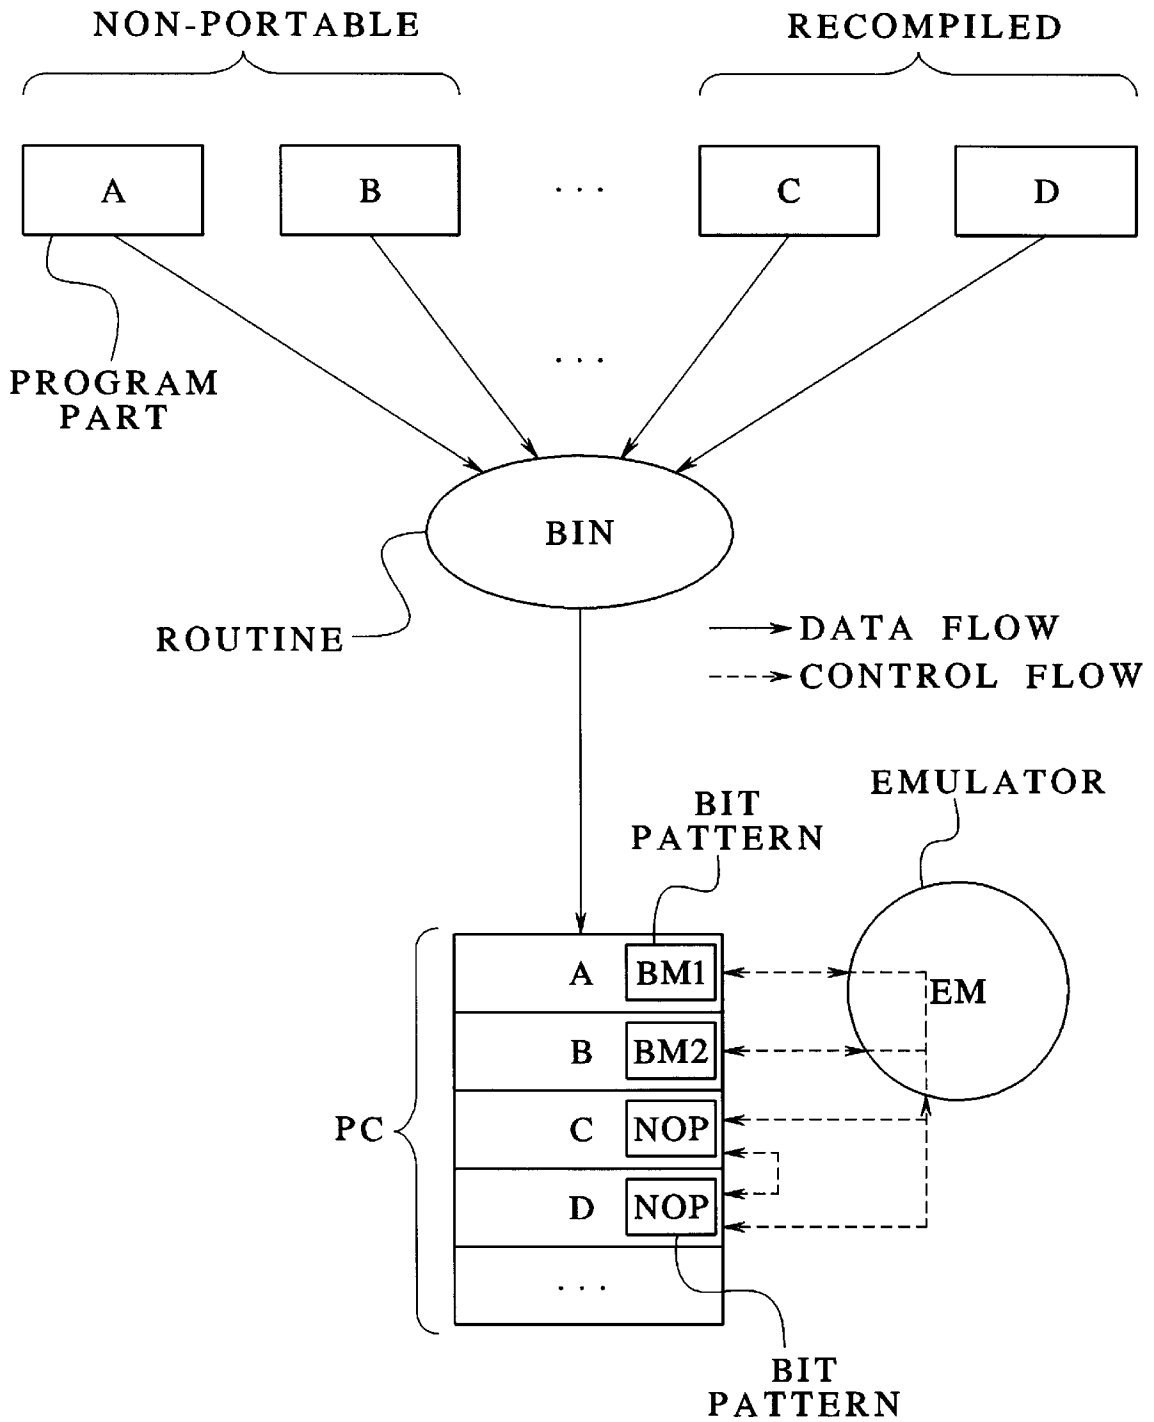 NON-PORTABLE
RECOMPILED
A
B
. . .
C
D
. . .
PROGRAM
PART
BIN
ROUTINE
DATA FLOW
CONTROL FLOW
EMULATOR
BIT
PATTERN
A BM1
EM
B BM2
PC
C NOP
D NOP
. . .
BIT
PATTERN